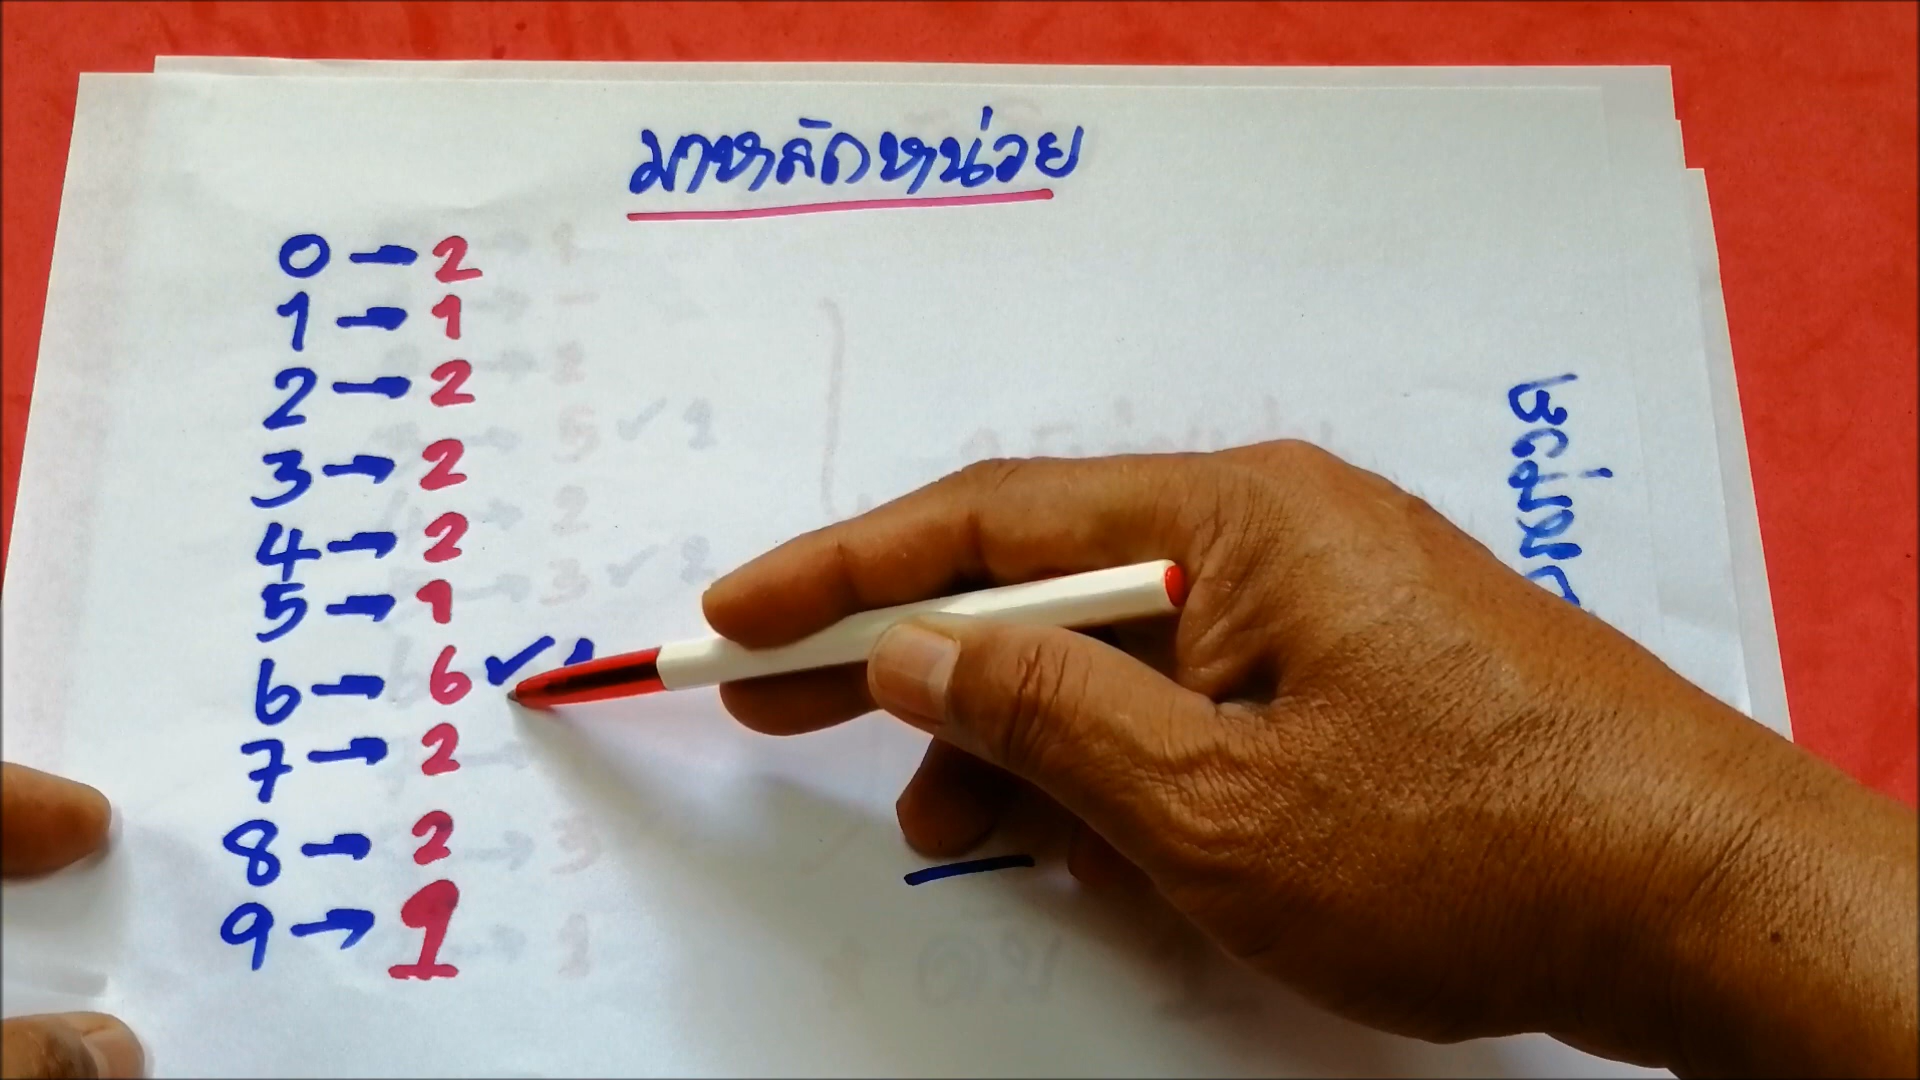 มาหลักหน่วย
0 → 2
1 → 1
2 → 2
3 → 2
4 → 2
5 → 1
6 → 6 ✓
7 → 2
8 → 2
9 → 1